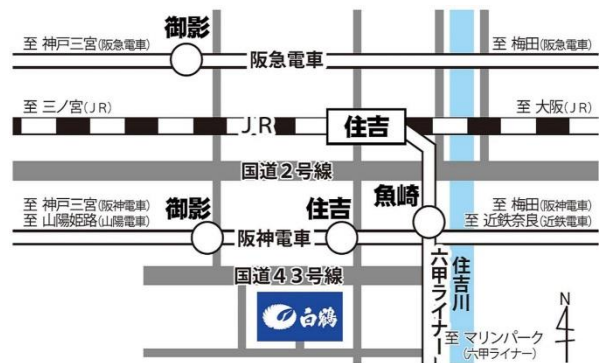 御影
至 神戸三宮(阪急電車)
阪急電車
至 梅田(阪急電車)
至 三ノ宮(JR)
JR
住吉
至 大阪(JR)
国道2号線
至 神戸三宮(阪神電車)
至 山陽姫路(山陽電車)
御影
阪神電車
住吉
魚崎
至 梅田(阪神電車)
至 近鉄奈良(近鉄電車)
国道43号線
六甲ライナー
住吉川
白鶴
N
至 マリンパーク
(六甲ライナー)